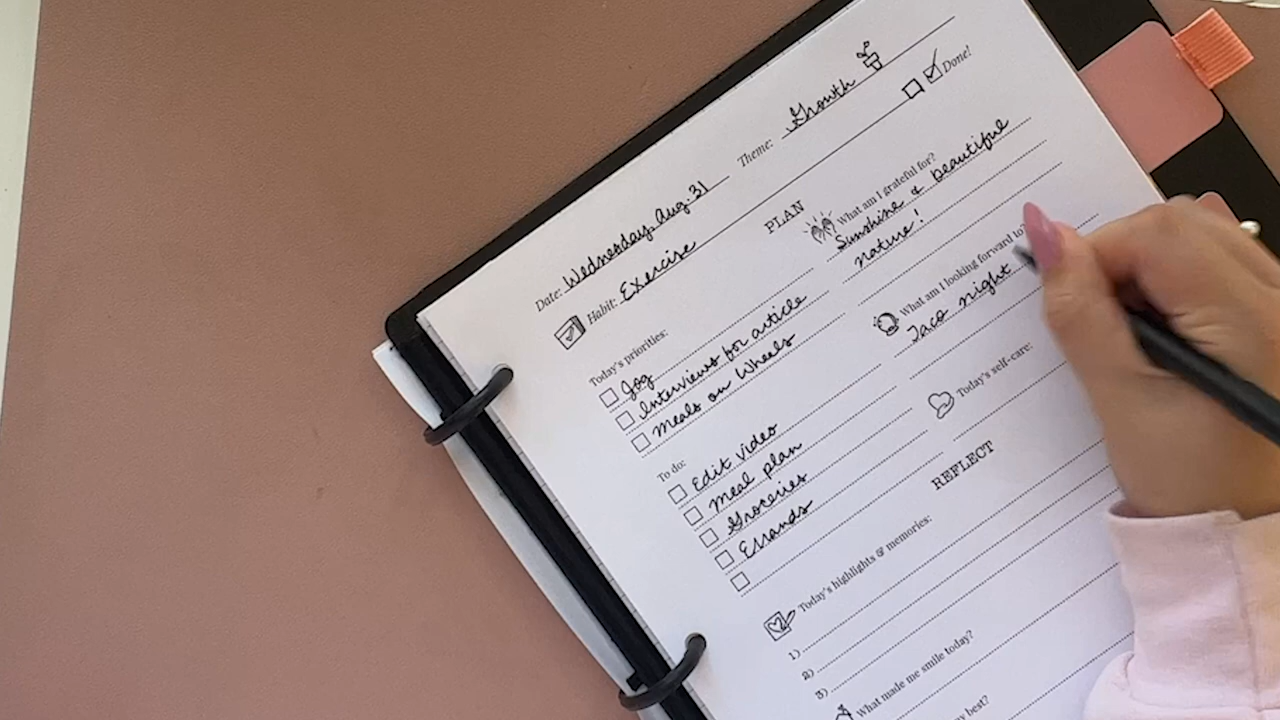 Date: Wednesday, Aug. 31 Theme: Growth
Habit: Exercise Done!
PLAN
Today's priorities:
Jog
Interviews for article
Meals on Wheels
To do:
Edit video
Meal plan
Groceries
Errands
What am I grateful for?
Sunshine & beautiful
nature!
What am I looking forward to?
Taco night
Today's self-care:
REFLECT
Today's highlights & memories:
1)
2)
3)
What made me smile today?
my best?